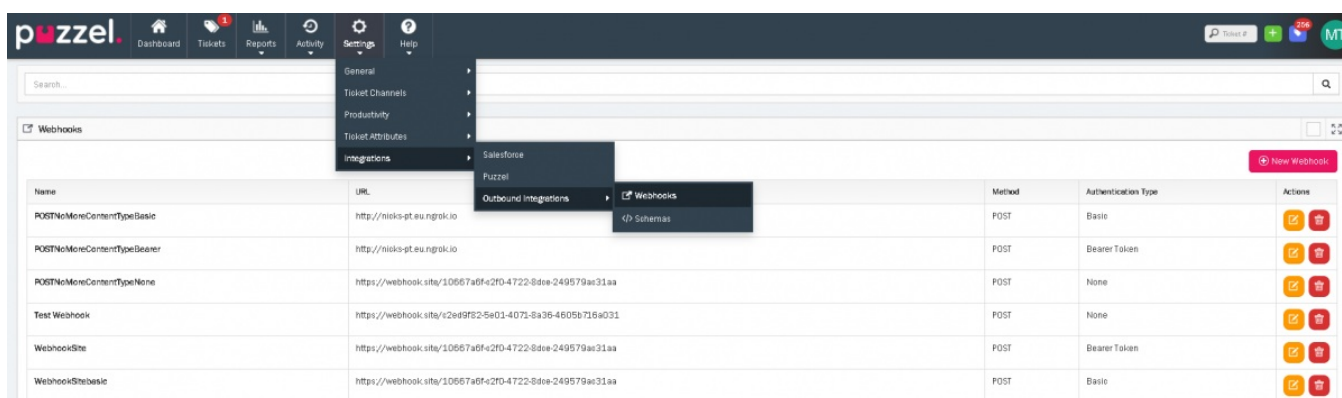 puzzel.
Dashboard
Tickets
1
Reports
Activity
Settings
Help
Ticket #
256
MT
General
Ticket Channels
Productivity
Ticket Attributes
Integrations
Salesforce
Puzzel
Outbound Integrations
Webhooks
</> Schemas
Search...
Webhooks
New Webhook
Name URL Method Authentication Type Actions
POSTNoMoreContentTypeBasic http://nicks-pt.eu.ngrok.io POST Basic
POSTNoMoreContentTypeBearer http://nicks-pt.eu.ngrok.io POST Bearer Token
POSTNoMoreContentTypeNone https://webhook.site/10667a6f-c2f0-4722-8dce-249579ac31aa POST None
Test Webhook https://webhook.site/c2ed9f82-5e01-4071-8a36-4605b716a031 POST None
WebhookSite https://webhook.site/10667a6f-c2f0-4722-8dce-249579ac31aa POST Bearer Token
WebhookSitebasic https://webhook.site/10667a6f-c2f0-4722-8dce-249579ac31aa POST Basic